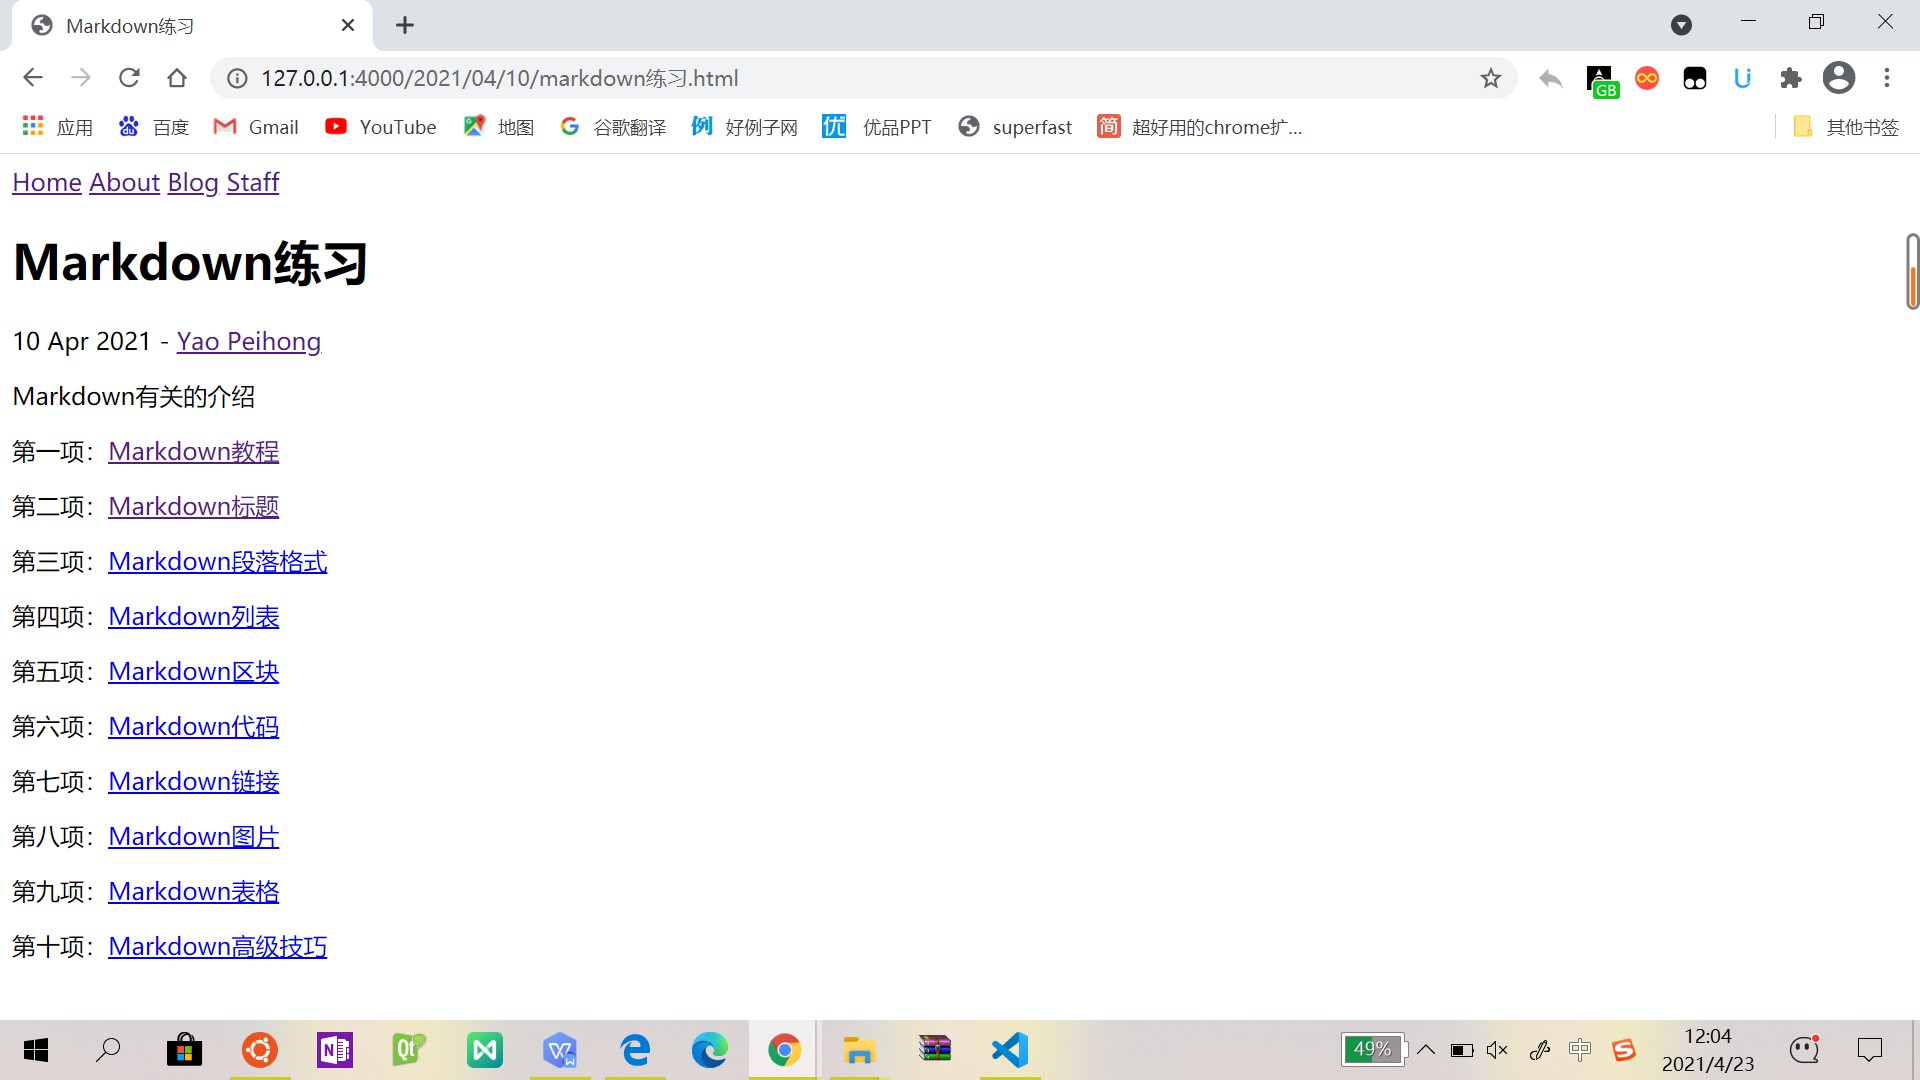 Markdown练习
127.0.0.1:4000/2021/04/10/markdown练习.html
GB
应用 百度 Gmail YouTube 地图 谷歌翻译 例 好例子网 优 优品PPT superfast 简 超好用的chrome扩... 其他书签
Home About Blog Staff
Markdown练习
10 Apr 2021 - Yao Peihong
Markdown有关的介绍
第一项：Markdown教程
第二项：Markdown标题
第三项：Markdown段落格式
第四项：Markdown列表
第五项：Markdown区块
第六项：Markdown代码
第七项：Markdown链接
第八项：Markdown图片
第九项：Markdown表格
第十项：Markdown高级技巧
Qt
49% 中 12:04
2021/4/23